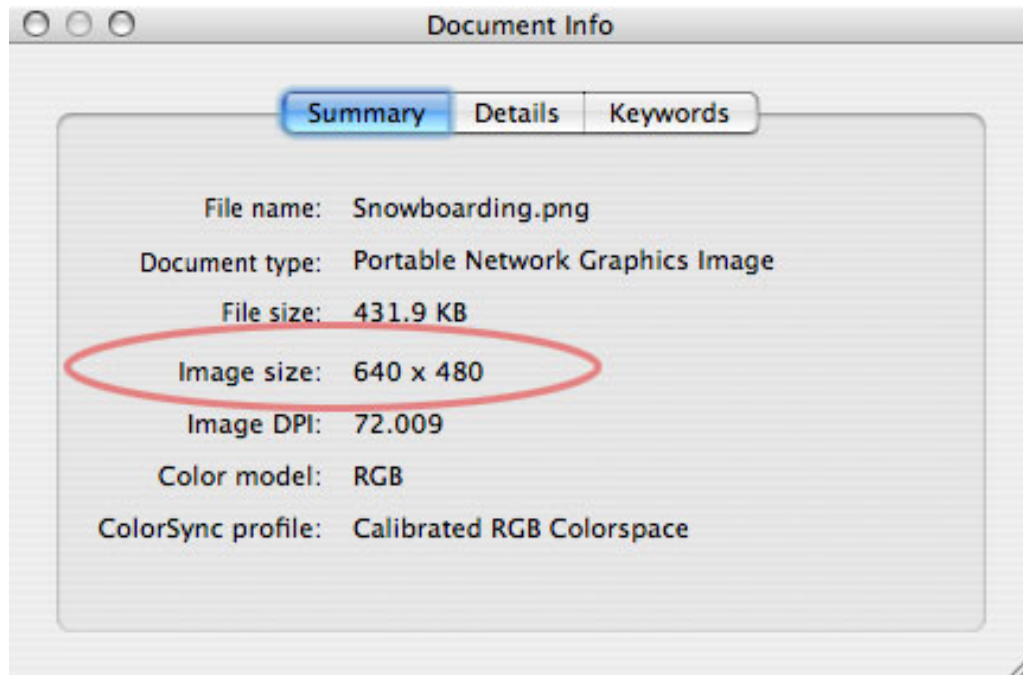 Document Info
Summary Details Keywords
File name: Snowboarding.png
Document type: Portable Network Graphics Image
File size: 431.9 KB
Image size: 640 x 480
Image DPI: 72.009
Color model: RGB
ColorSync profile: Calibrated RGB Colorspace